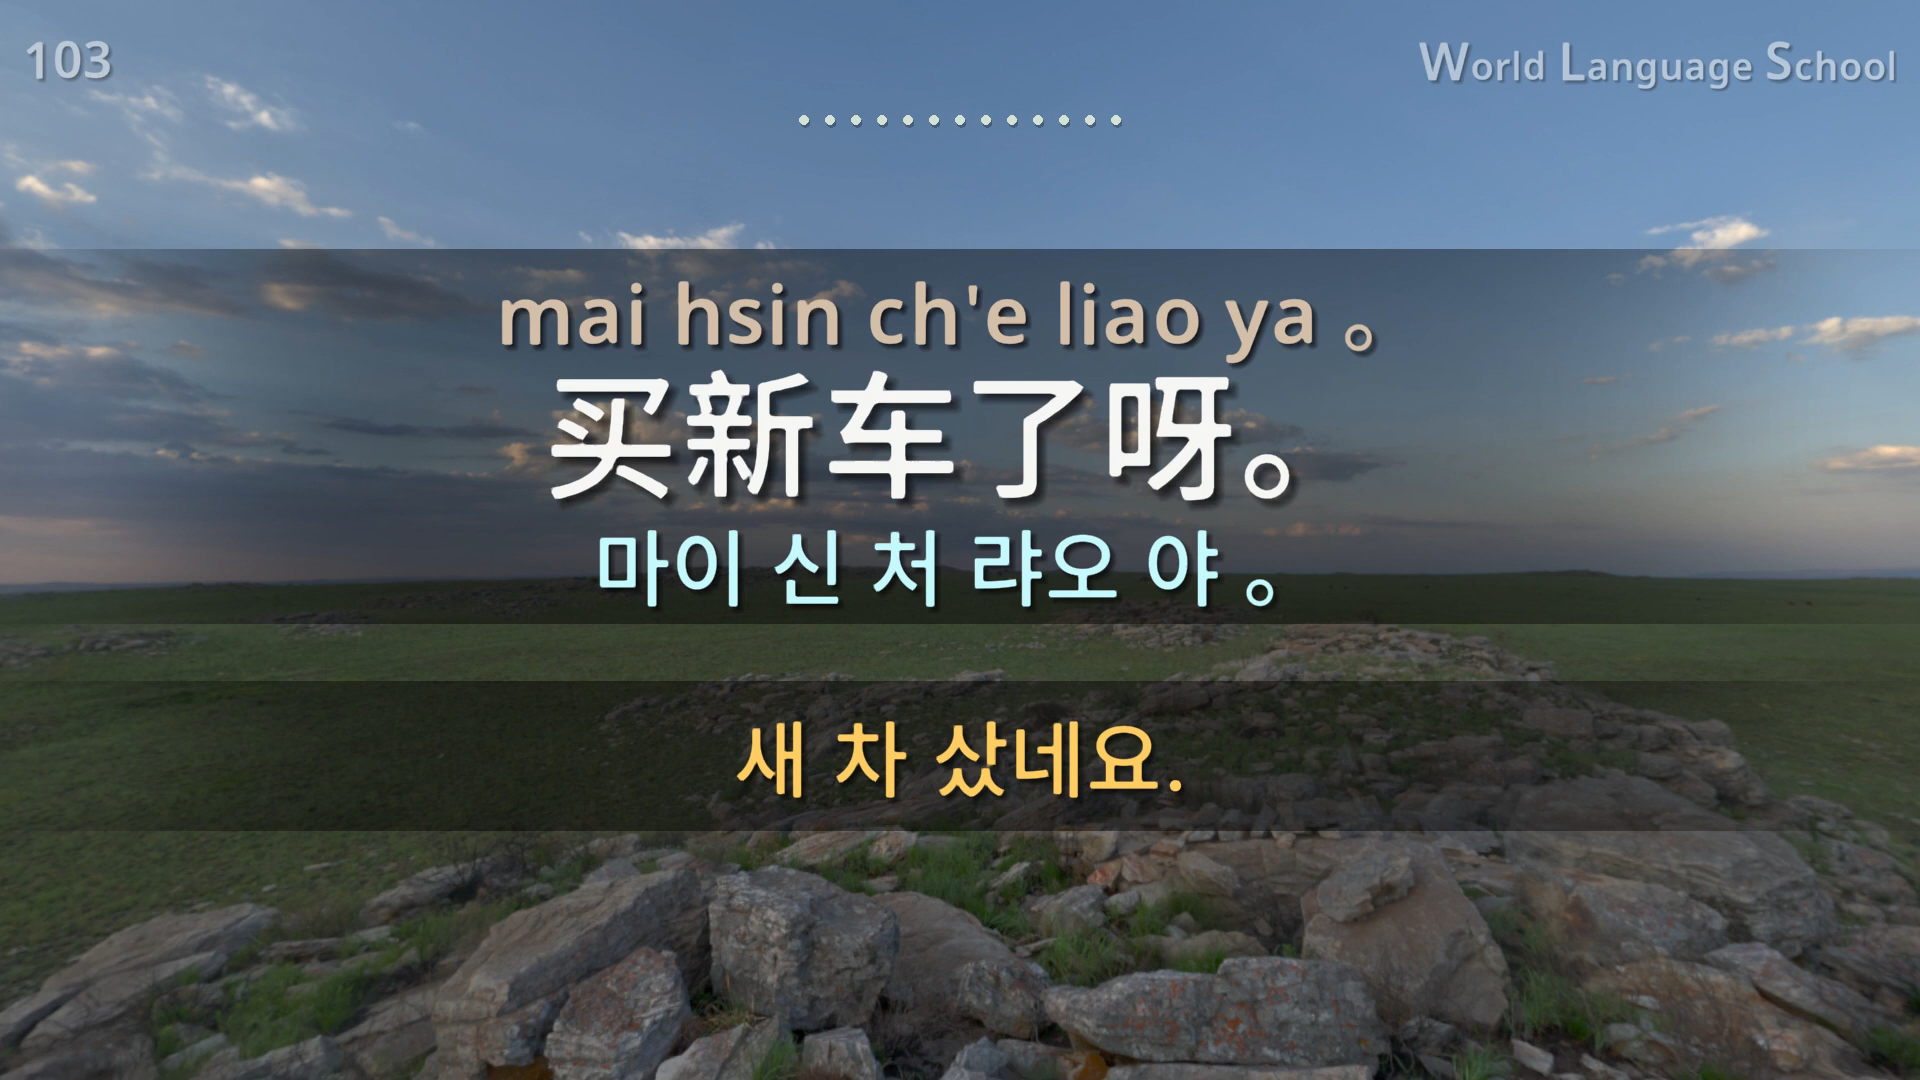 103
World Language School
.............
mai hsin ch'e liao ya 。
买新车了呀。
마이 신 처 랴오 야 。
새 차 샀네요.